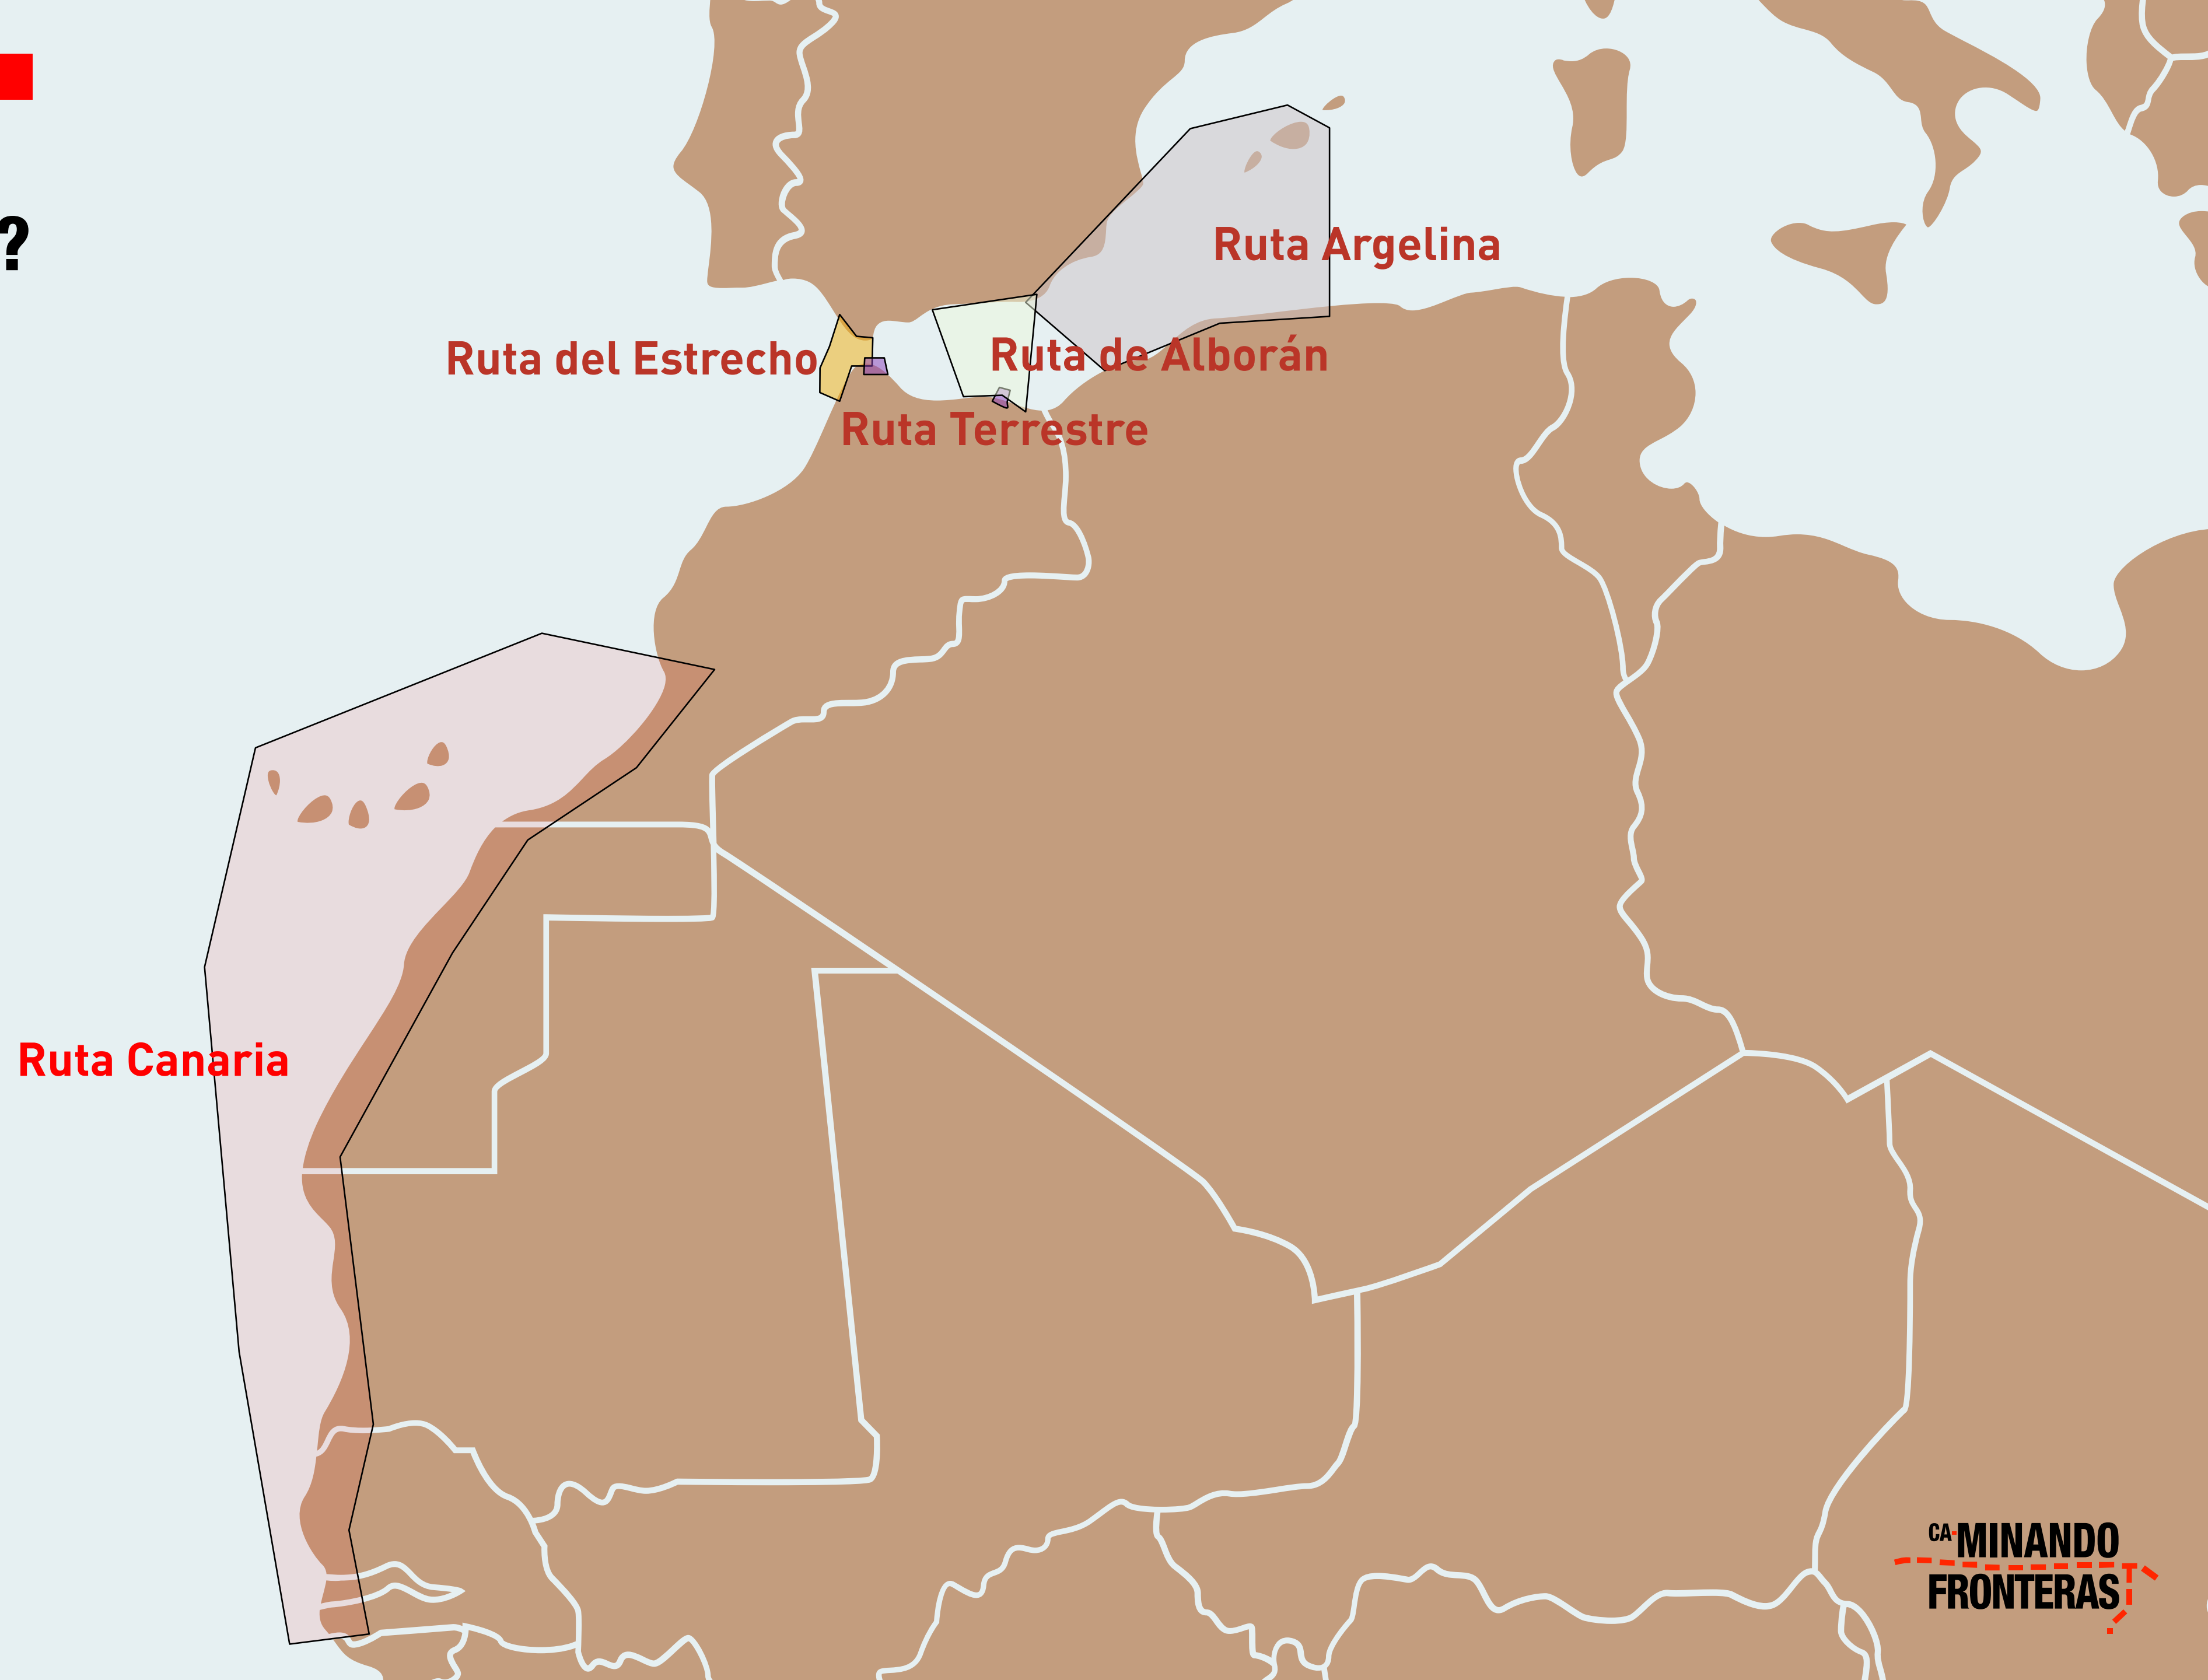 ?
Ruta Argelina
Ruta del Estrecho
Ruta de Alborán
Ruta Terrestre
Ruta Canaria
CA-MINANDO
FRONTERAS